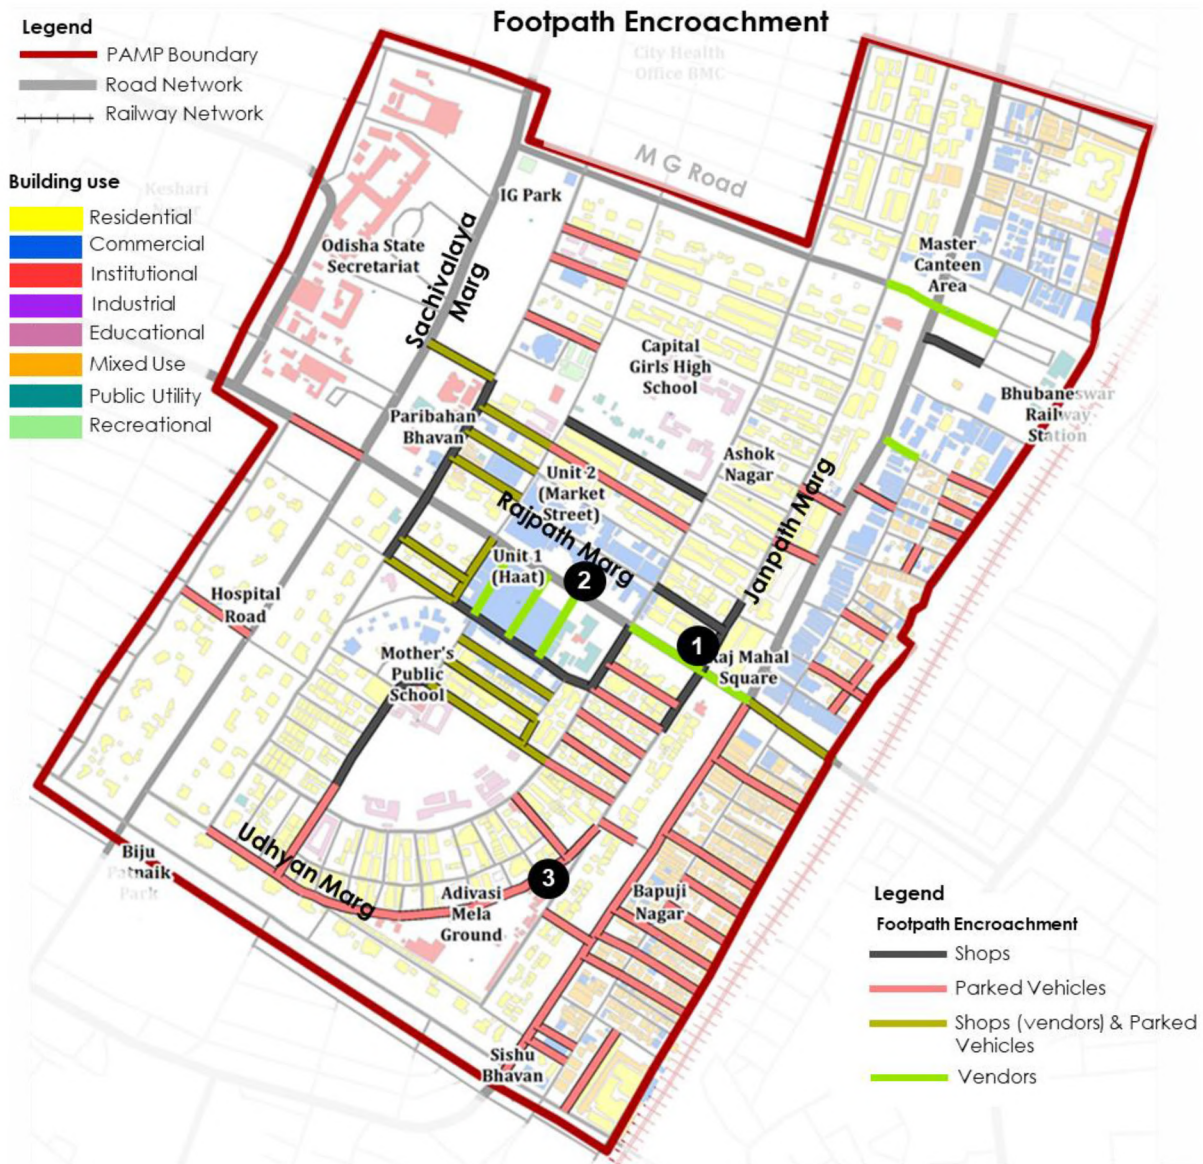 Footpath Encroachment
Legend
PAMP Boundary
Road Network
Railway Network
Building use
Residential
Commercial
Institutional
Industrial
Educational
Mixed Use
Public Utility
Recreational
City Health
Office BMC
M G Road
Keshari
IG Park
Odisha State
Secretariat
Sachivalaya
Marg
Master
Canteen
Area
Capital
Girls High
School
Bhubaneswar
Railway
Station
Paribahan
Bhavan
Ashok
Nagar
Unit 2
(Market
Street)
Rajpath Marg
Janpath Marg
Unit 1
(Haat)
2
Hospital
Road
1
Raj Mahal
Square
Mother's
Public
School
Udhyan Marg
3
Biju
Patnaik
Park
Adivasi
Mela
Ground
Bapuji
Nagar
Sishu
Bhavan
Legend
Footpath Encroachment
Shops
Parked Vehicles
Shops (vendors) & Parked
Vehicles
Vendors